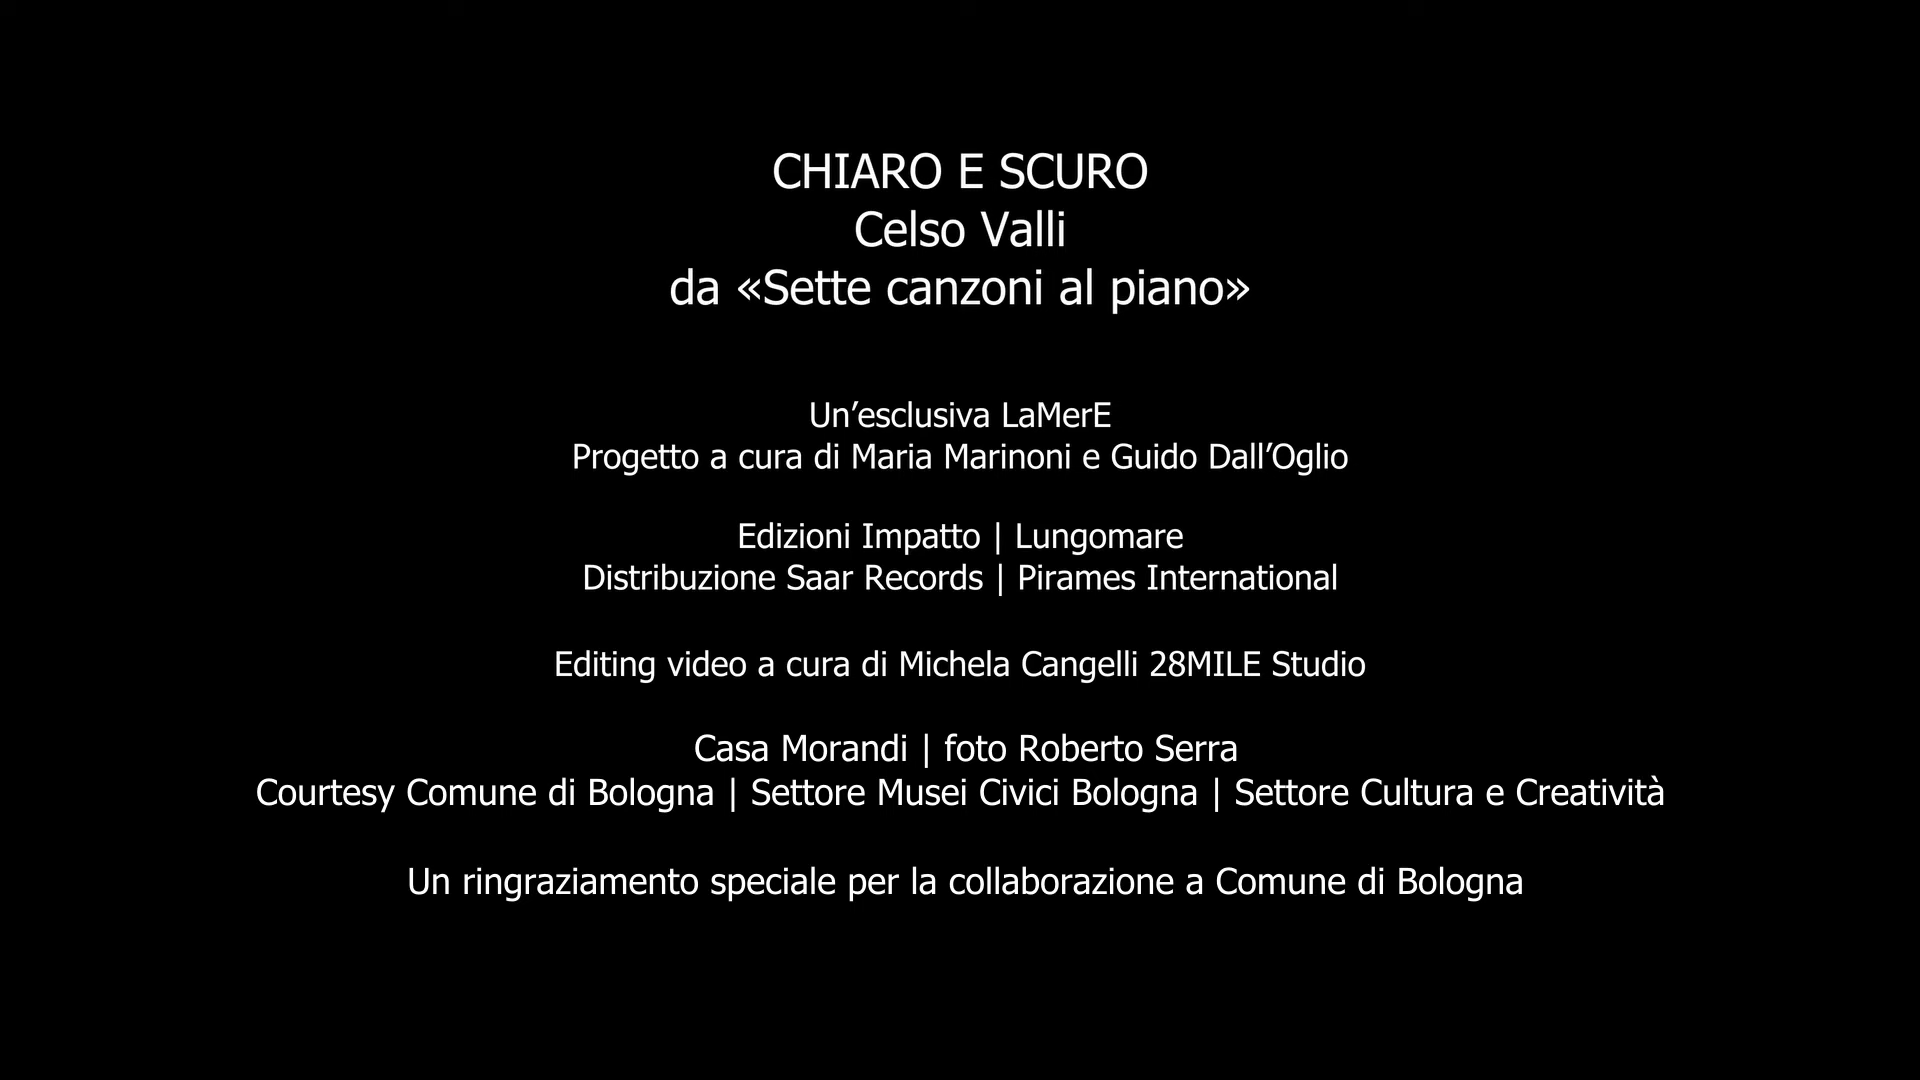 CHIARO E SCURO
Celso Valli
da «Sette canzoni al piano»
Un’esclusiva LaMerE
Progetto a cura di Maria Marinoni e Guido Dall’Oglio
Edizioni Impatto | Lungomare
Distribuzione Saar Records | Pirames International
Editing video a cura di Michela Cangelli 28MILE Studio
Casa Morandi | foto Roberto Serra
Courtesy Comune di Bologna | Settore Musei Civici Bologna | Settore Cultura e Creatività
Un ringraziamento speciale per la collaborazione a Comune di Bologna